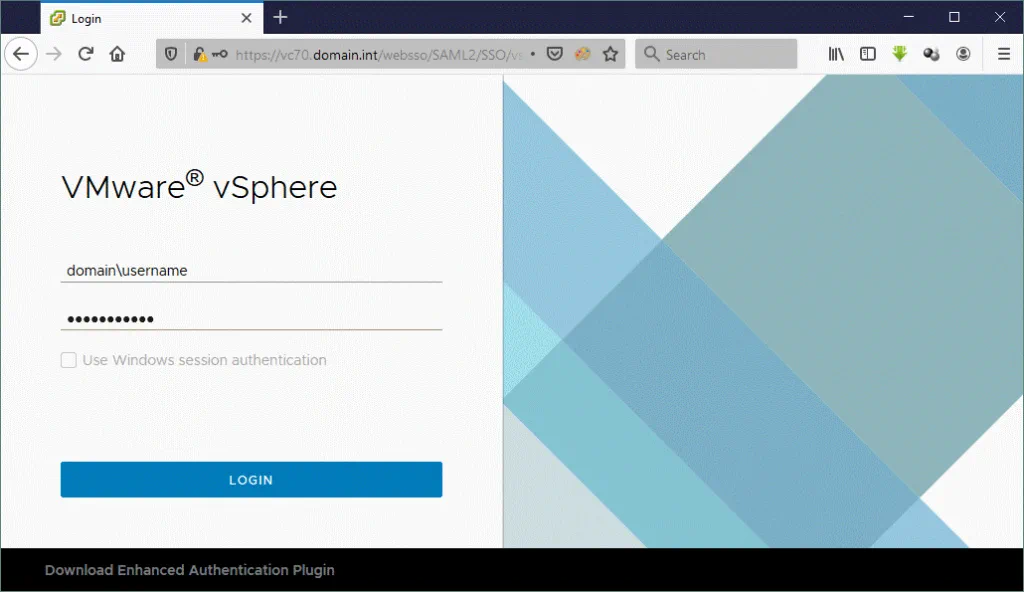 Login
https://vc70.domain.int/websso/SAML2/SSO/vs
Search
VMware® vSphere
domain\username
•••••••••••
Use Windows session authentication
LOGIN
Download Enhanced Authentication Plugin